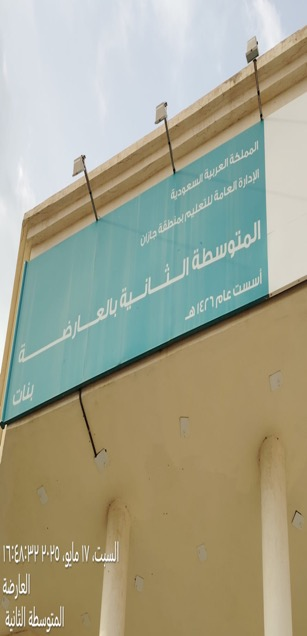 المملكة العربية السعودية
الإدارة العامة للتعليم بمنطقة جازان
المتوسطة الثانية بالعارضة
بنات
أسست عام ١٤٢٦ هـ
السبت، ١٧ مايو، ٢٠٢٥ ١٦:٤٨:٣٢
العارضة
المتوسطة الثانية